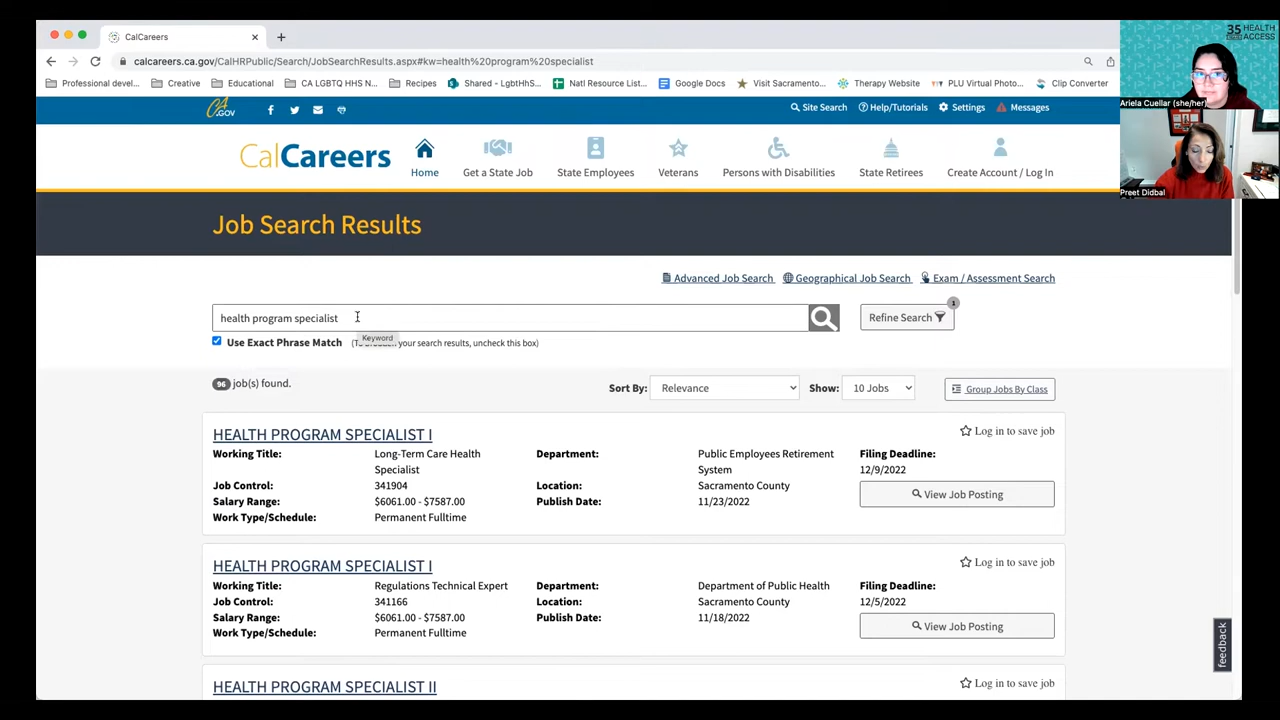 CalCareers
calcareers.ca.gov/CalHRPublic/Search/JobSearchResults.aspx#kw=health%20program%20specialist
Professional devel... Creative CA LGBTQ HHS N... Recipes Shared - LgbtHhS... Natl Resource List... Google Docs Visit Sacramento... Therapy Website PLU Virtual Photo... Clip Converter
35 HEALTH
ACCESS
Ariela Cuellar (she/her)
Preet Didbal
CA.GOV Site Search Help/Tutorials Settings Messages
CalCareers
Home Get a State Job State Employees Veterans Persons with Disabilities State Retirees Create Account / Log In
Job Search Results
Advanced Job Search Geographical Job Search Exam / Assessment Search
health program specialist
Refine Search 1
Keyword
Use Exact Phrase Match your search results, uncheck this box)
96 job(s) found. Sort By: Relevance Show: 10 Jobs Group Jobs By Class
HEALTH PROGRAM SPECIALIST I Log in to save job
Working Title: Long-Term Care Health Specialist Department: Public Employees Retirement System Filing Deadline: 12/9/2022
Job Control: 341904 Location: Sacramento County View Job Posting
Salary Range: $6061.00 - $7587.00 Publish Date: 11/23/2022
Work Type/Schedule: Permanent Fulltime
HEALTH PROGRAM SPECIALIST I Log in to save job
Working Title: Regulations Technical Expert Department: Department of Public Health Filing Deadline:
Job Control: 341166 Location: Sacramento County 12/5/2022
Salary Range: $6061.00 - $7587.00 Publish Date: 11/18/2022 View Job Posting
Work Type/Schedule: Permanent Fulltime
feedback
HEALTH PROGRAM SPECIALIST II Log in to save job